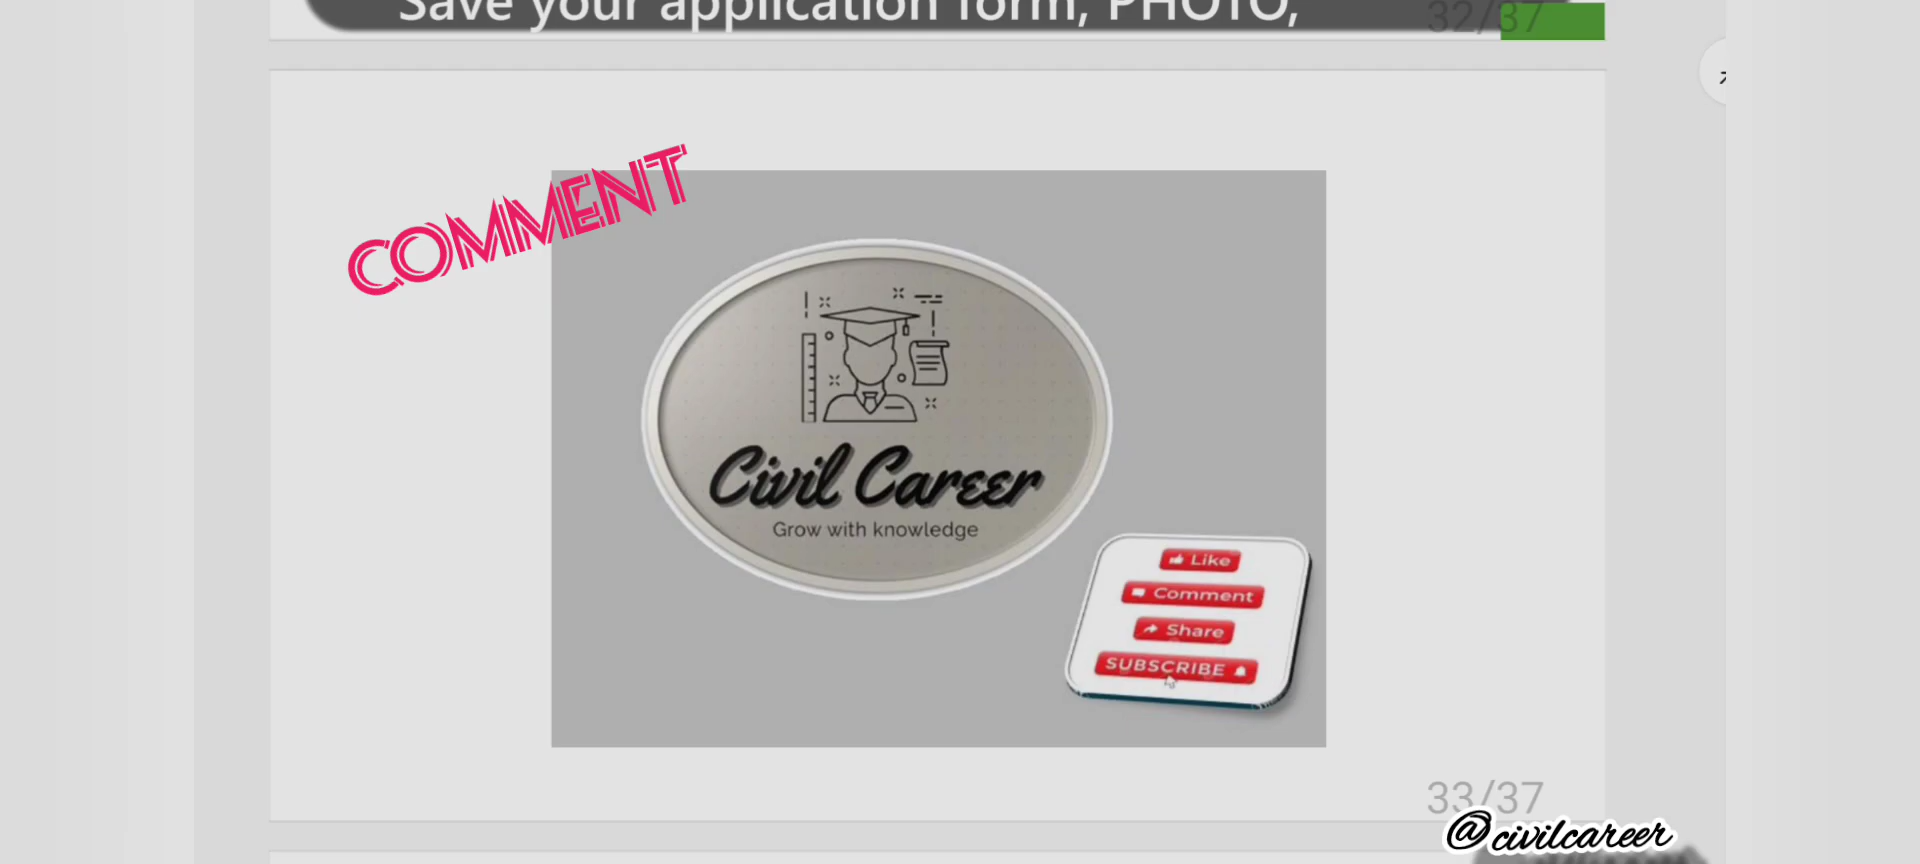 Save your application form, PHOTO,
32/37
COMMENT
Civil Career
Grow with knowledge
Like
Comment
Share
SUBSCRIBE
33/37
@civilcareer